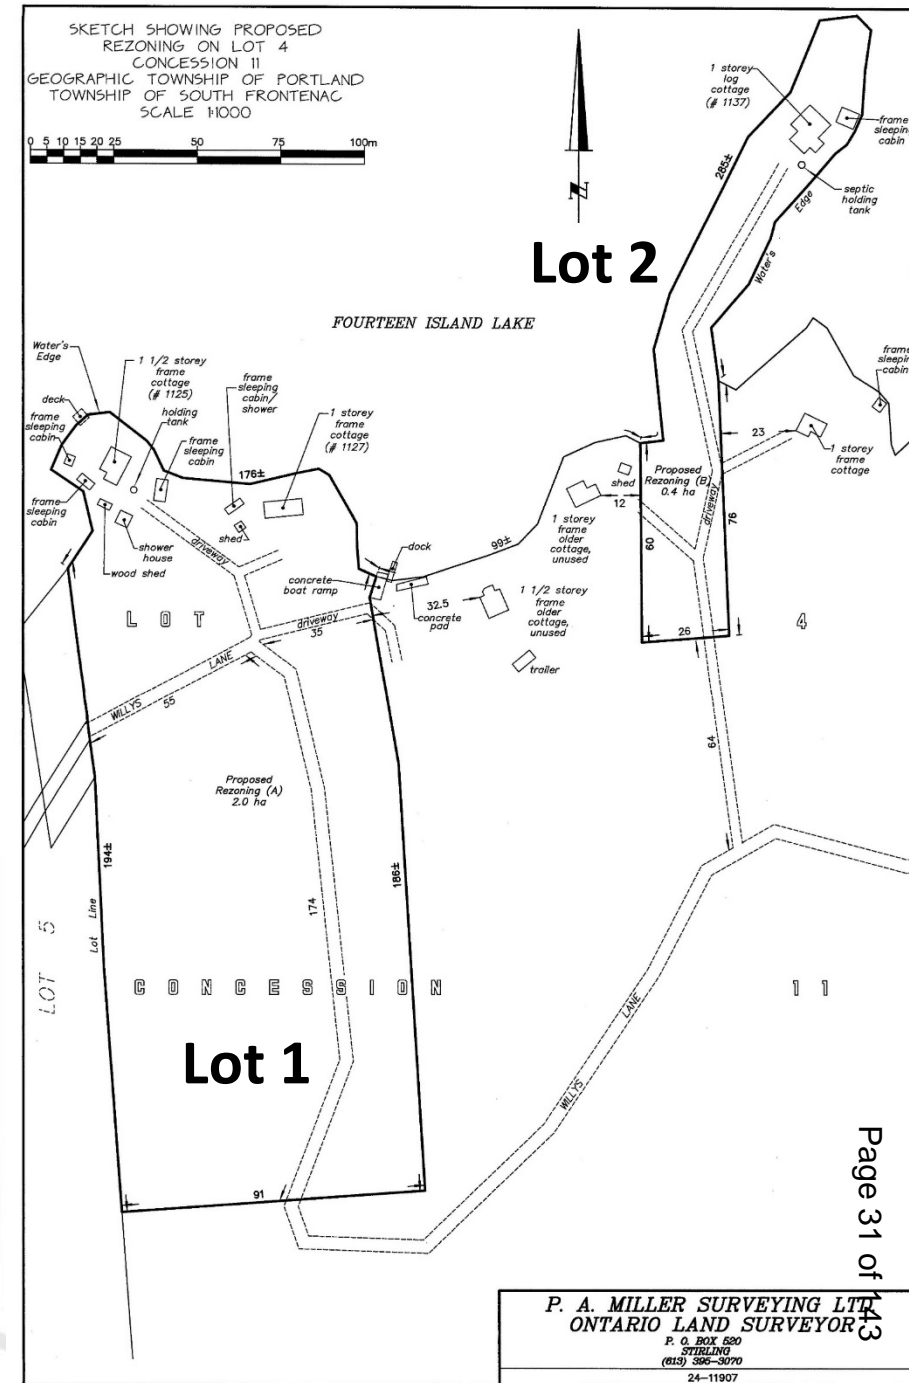 SKETCH SHOWING PROPOSED
REZONING ON LOT 4
CONCESSION 11
GEOGRAPHIC TOWNSHIP OF PORTLAND
TOWNSHIP OF SOUTH FRONTENAC
SCALE 1:1000
0 5 10 15 20 25 50 75 100m
N
1 storey
log
cottage
(# 1137)
frame
sleeping
cabin
septic
holding
tank
285±
Edge
Water's
Lot 2
FOURTEEN ISLAND LAKE
Water's
Edge
1 1/2 storey
frame
cottage
(# 1125)
deck
frame
sleeping
cabin
holding
tank
frame
sleeping
cabin
frame
sleeping
cabin/
shower
1 storey
frame
cottage
(# 1127)
176±
frame
sleeping
cabin
shower
house
wood shed
shed
driveway
concrete
boat ramp
dock
driveway
35
99±
32.5
concrete
pad
1 storey
frame
older
cottage,
unused
shed
12
1 1/2 storey
frame
older
cottage,
unused
trailer
Proposed
Rezoning (B)
0.4 ha
driveway
60
76
26
23
1 storey
frame
cottage
frame
sleeping
cabin
LOT
4
WILLYS
LANE
55
64
Proposed
Rezoning (A)
2.0 ha
194±
Lot Line
174
186±
LOT 5
CONCESSION
11
Lot 1
WILLYS
LANE
91
Page 31 of 143
P. A. MILLER SURVEYING LTD.
ONTARIO LAND SURVEYOR
P. O. BOX 520
STIRLING
(613) 395-3070
24-11907